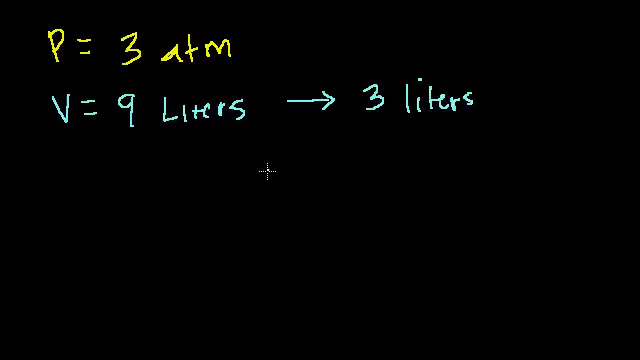 P = 3 atm
V = 9 Liters → 3 liters